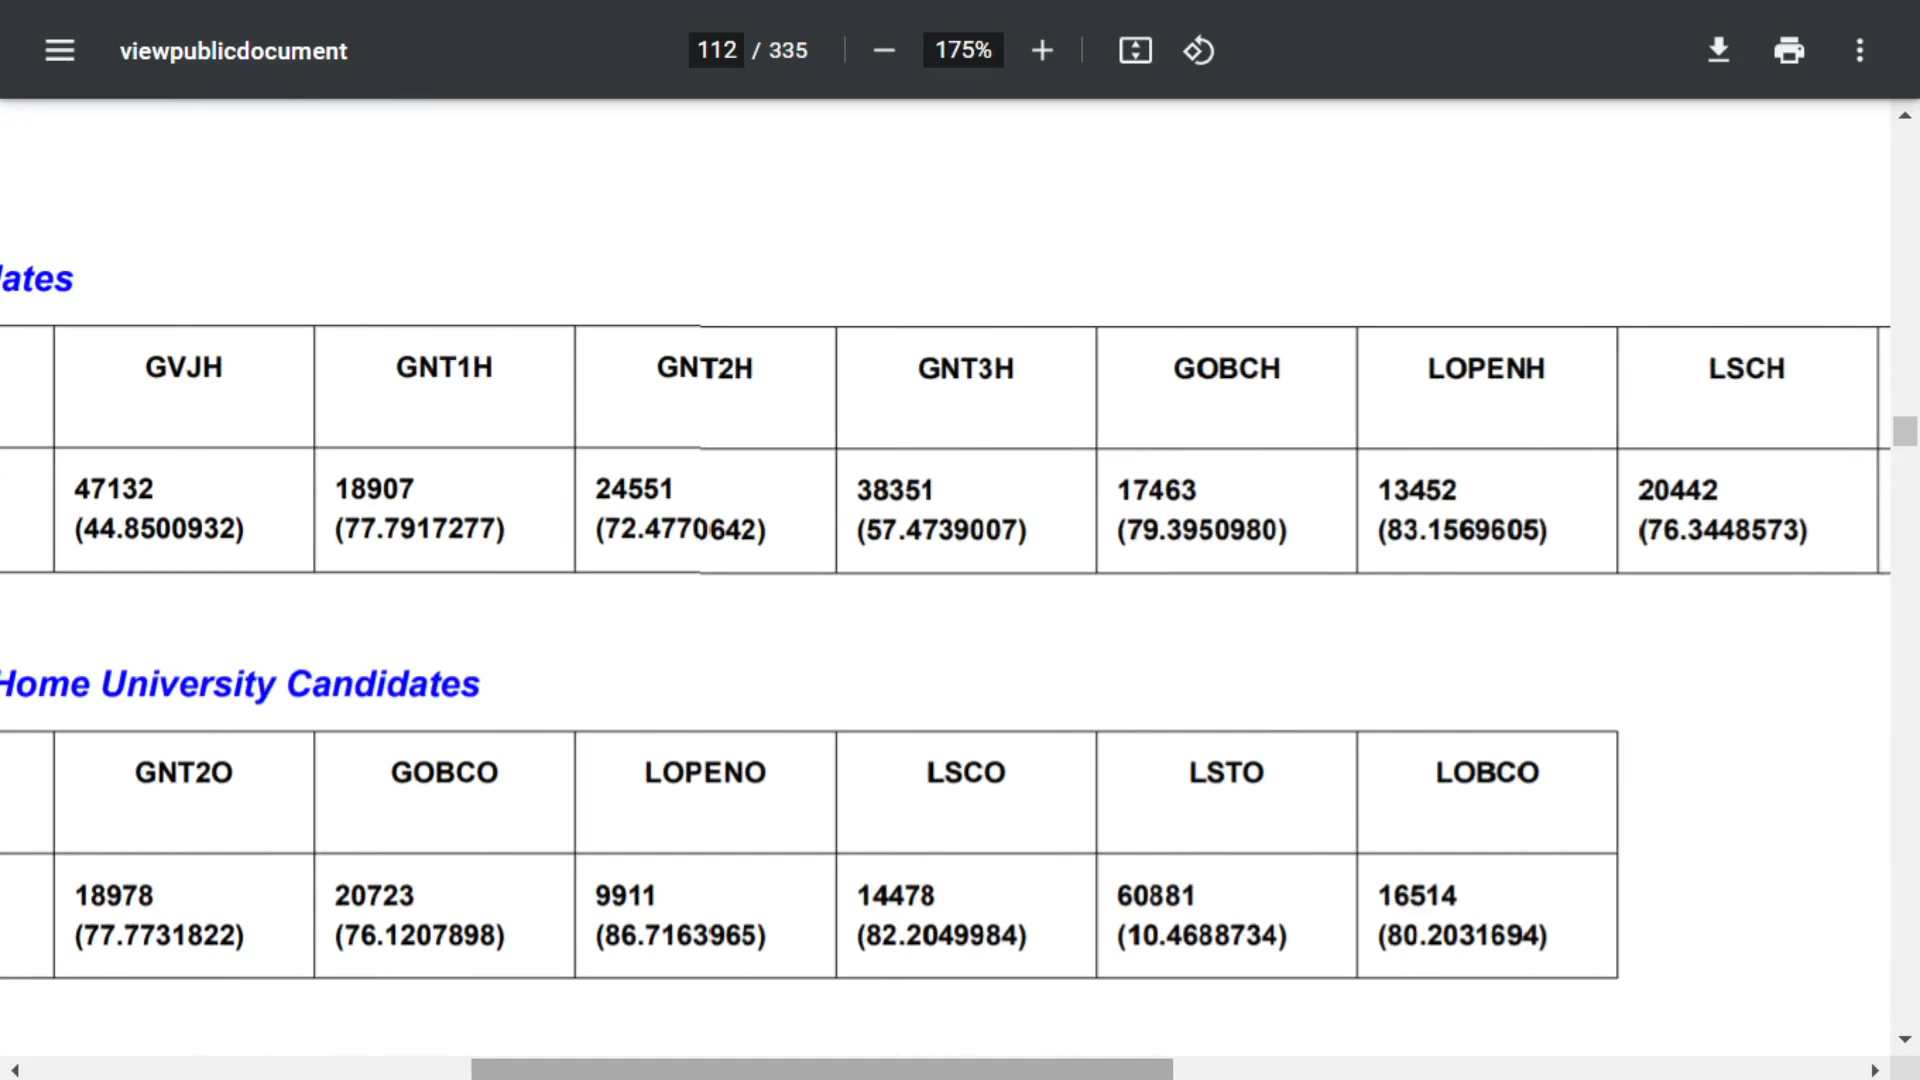 viewpublicdocument 112 / 335 175%
dates
GVJH GNT1H GNT2H GNT3H GOBCH LOPENH LSCH
47132 18907 24551 38351 17463 13452 20442
(44.8500932) (77.7917277) (72.4770642) (57.4739007) (79.3950980) (83.1569605) (76.3448573)
Home University Candidates
GNT2O GOBCO LOPENO LSCO LSTO LOBCO
18978 20723 9911 14478 60881 16514
(77.7731822) (76.1207898) (86.7163965) (82.2049984) (10.4688734) (80.2031694)